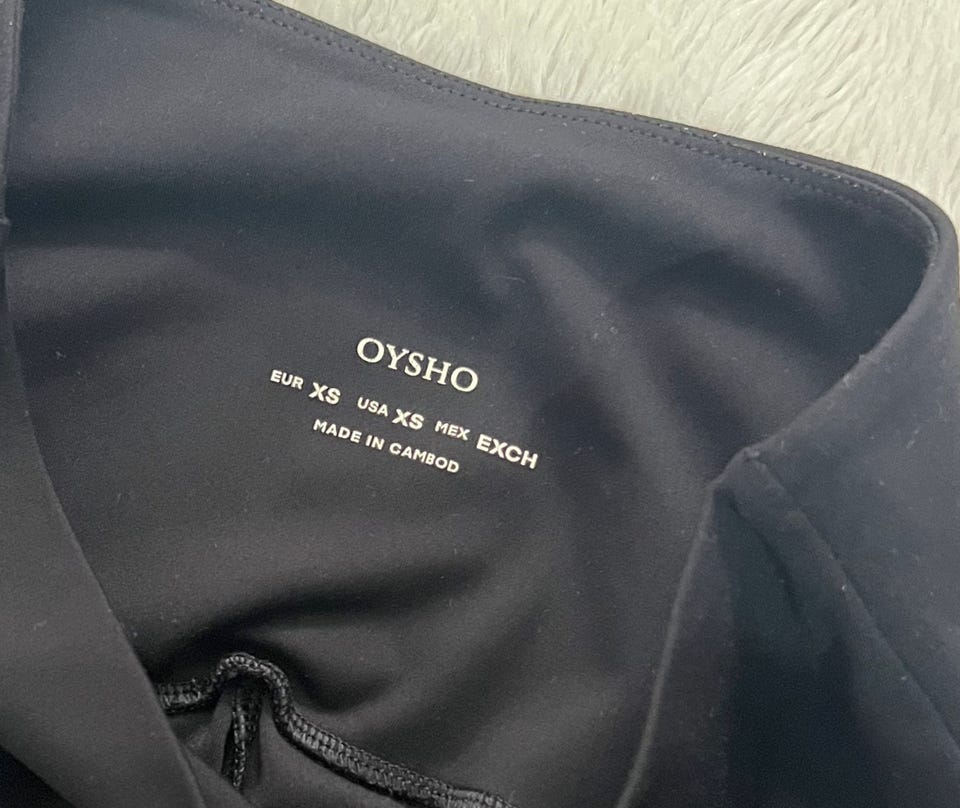 OYSHO
EUR XS USA XS MEX EXCH
MADE IN CAMBOD